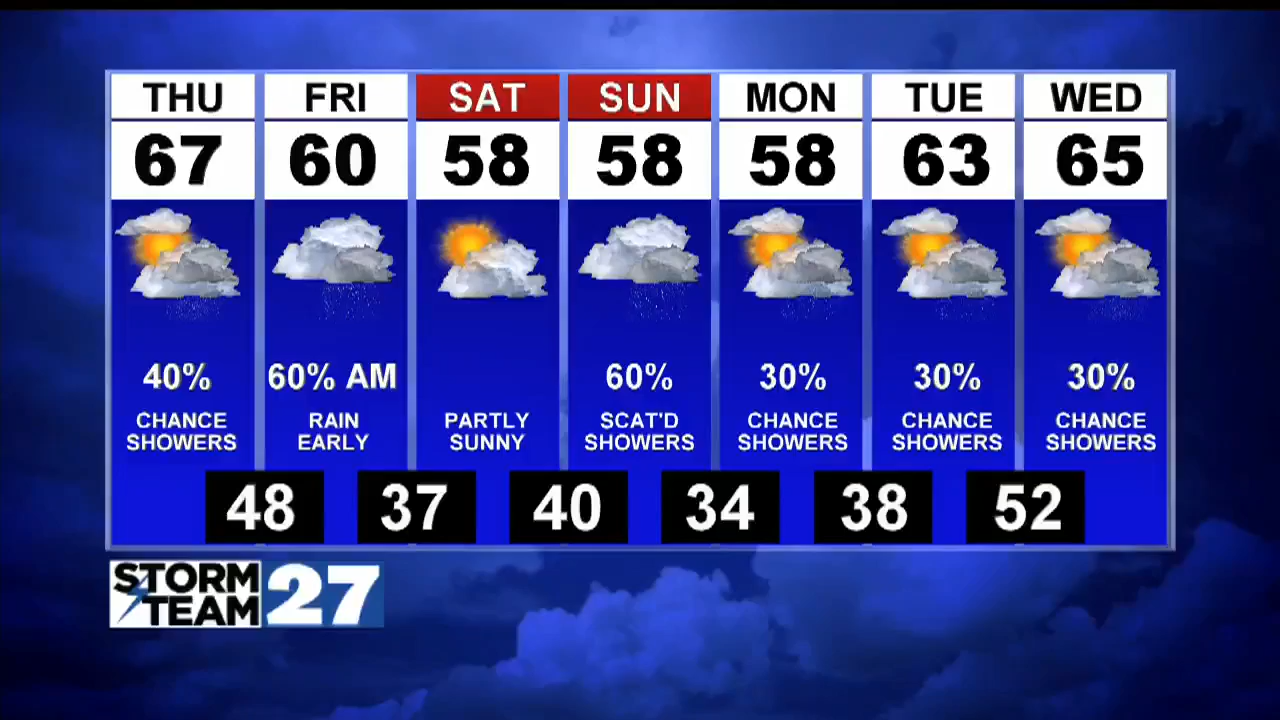 THU FRI SAT SUN MON TUE WED
67 60 58 58 58 63 65
40% 60% AM 60% 30% 30% 30%
CHANCE RAIN PARTLY SCAT'D CHANCE CHANCE CHANCE
SHOWERS EARLY SUNNY SHOWERS SHOWERS SHOWERS SHOWERS
48 37 40 34 38 52
STORM TEAM 27